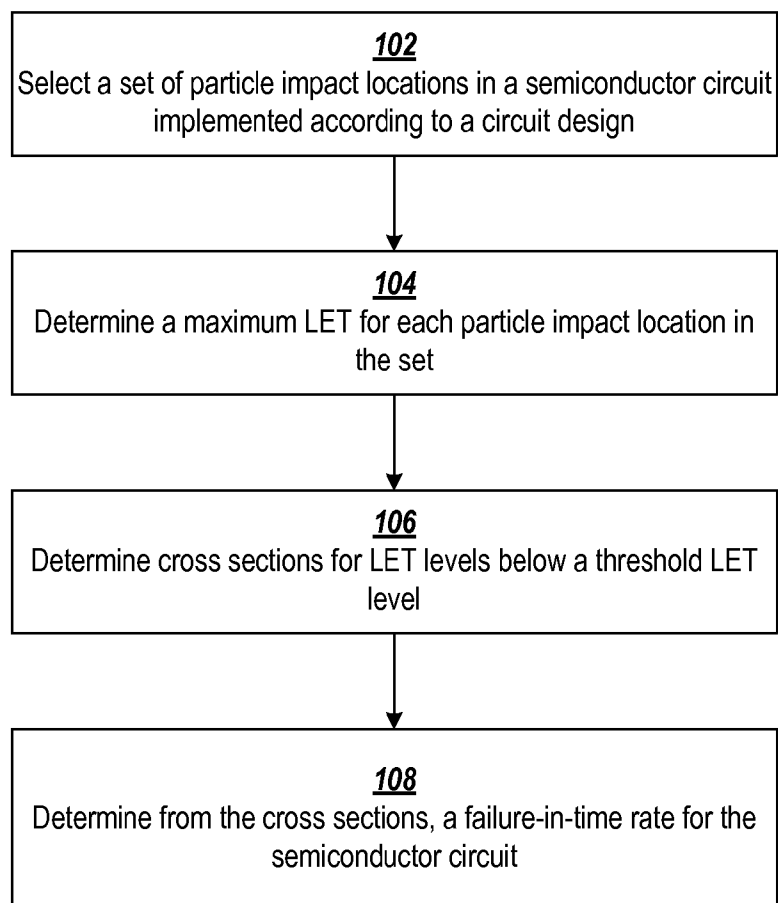 102
Select a set of particle impact locations in a semiconductor circuit
implemented according to a circuit design
104
Determine a maximum LET for each particle impact location in
the set
106
Determine cross sections for LET levels below a threshold LET
level
108
Determine from the cross sections, a failure-in-time rate for the
semiconductor circuit